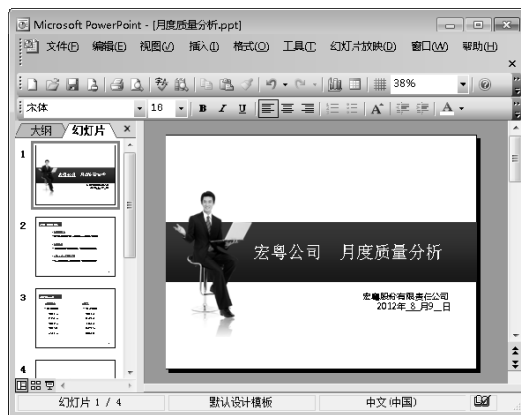 Microsoft PowerPoint - [月度质量分析.ppt]
文件(F) 编辑(E) 视图(V) 插入(I) 格式(O) 工具(T) 幻灯片放映(D) 窗口(W) 帮助(H)
38%
宋体 16 B I U A A
大纲 幻灯片
1
2
3
4
宏粤公司 月度质量分析
宏粤股份有限责任公司
2012年 8 月9 日
幻灯片 1 / 4 默认设计模板 中文(中国)